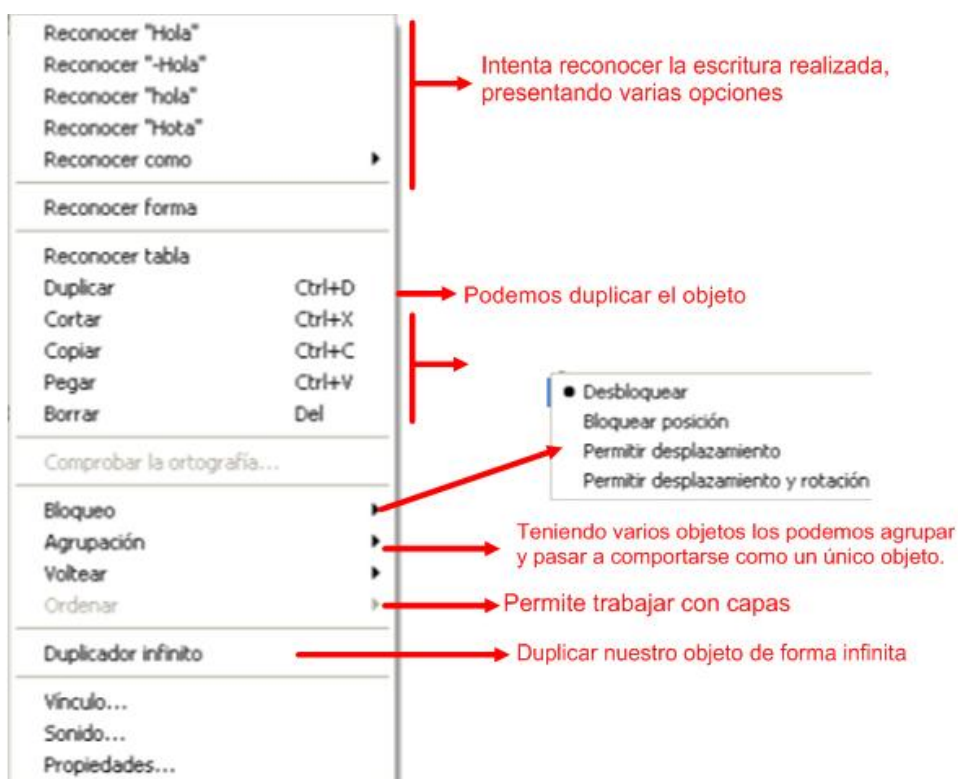 Reconocer "Hola"
Reconocer "-Hola"
Reconocer "hola"
Reconocer "Hota"
Reconocer como
Intenta reconocer la escritura realizada,
presentando varias opciones
Reconocer forma
Reconocer tabla
Duplicar Ctrl+D
Podemos duplicar el objeto
Cortar Ctrl+X
Copiar Ctrl+C
Pegar Ctrl+V
Borrar Del
Desbloquear
Bloquear posición
Permitir desplazamiento
Permitir desplazamiento y rotación
Comprobar la ortografía...
Bloqueo
Agrupación
Teniendo varios objetos los podemos agrupar
y pasar a comportarse como un único objeto.
Voltear
Ordenar
Permite trabajar con capas
Duplicador infinito
Duplicar nuestro objeto de forma infinita
Vínculo...
Sonido...
Propiedades...